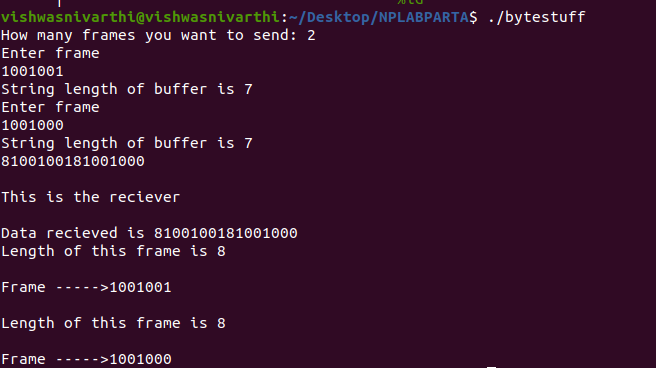 vishwasnivarthi@vishwasnivarthi:~/Desktop/NPLABPARTA$ ./bytestuff
How many frames you want to send: 2
Enter frame
1001001
String length of buffer is 7
Enter frame
1001000
String length of buffer is 7
8100100181001000
This is the reciever
Data recieved is 8100100181001000
Length of this frame is 8
Frame ----->1001001
Length of this frame is 8
Frame ----->1001000